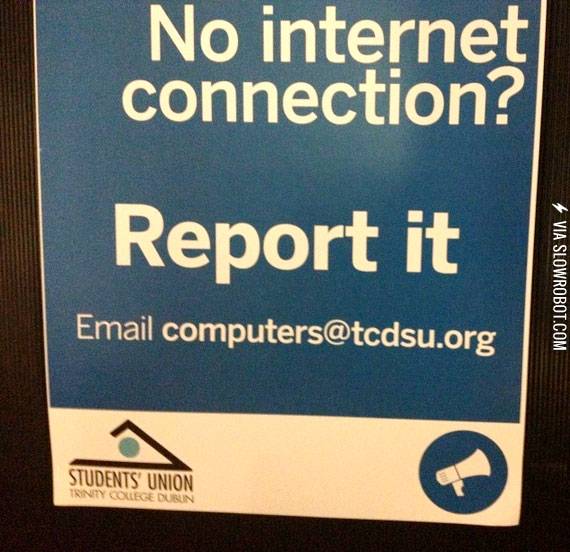 No internet
connection?
Report it
Email computers@tcdsu.org
STUDENTS' UNION
TRINITY COLLEGE DUBLIN
VIA SLOWROBOT.COM